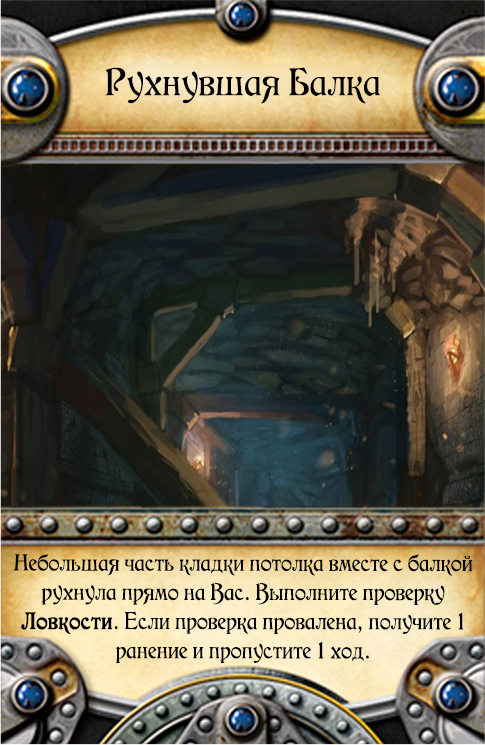 Рухнувшая Балка
Небольшая часть кладки потолка вместе с балкой
рухнула прямо на Вас. Выполните проверку
Ловкости. Если проверка провалена, получите 1
ранение и пропустите 1 ход.